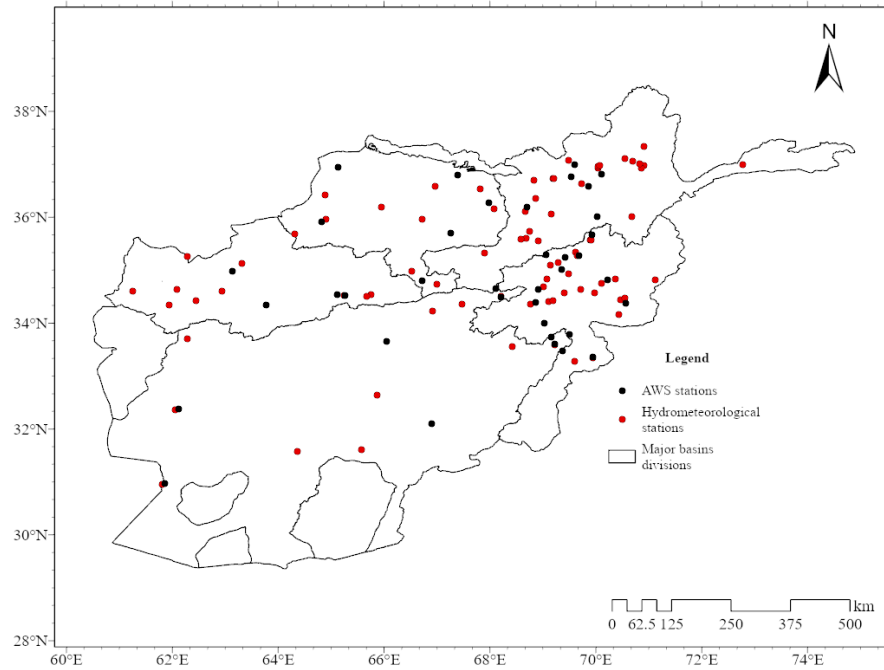 N
38°N
36°N
34°N
32°N
30°N
28°N
Legend
AWS stations
Hydrometeorological
stations
Major basins
divisions
km
0 62.5 125 250 375 500
60°E 62°E 64°E 66°E 68°E 70°E 72°E 74°E